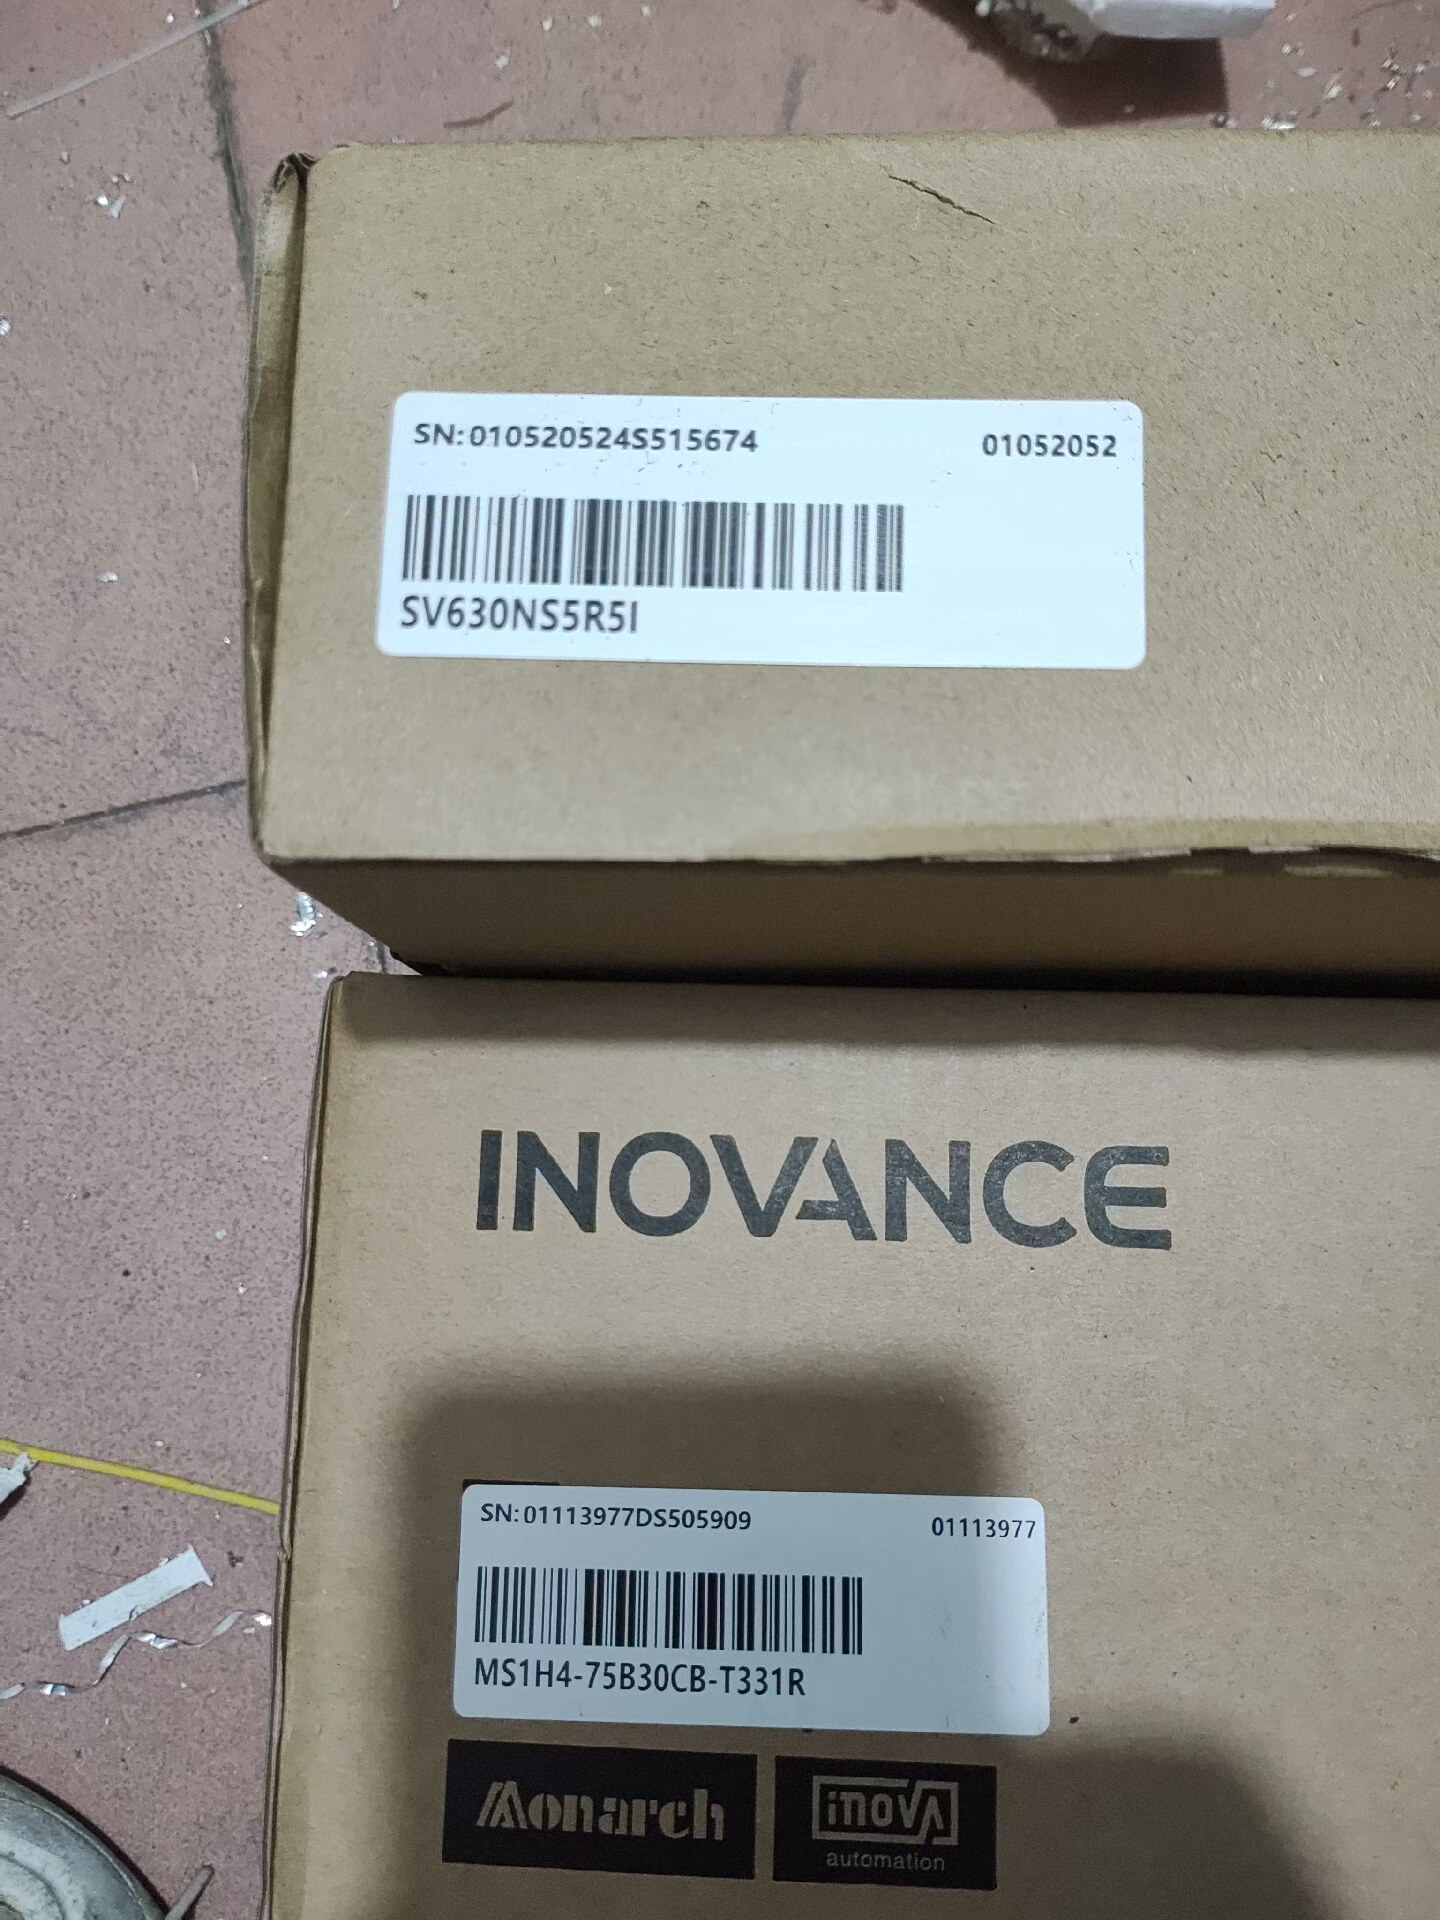 SN:010520524S515674 01052052
SV630NS5R5I
INOVANCE
SN:01113977DS505909 01113977
MS1H4-75B30CB-T331R
Monarch
inova
automation